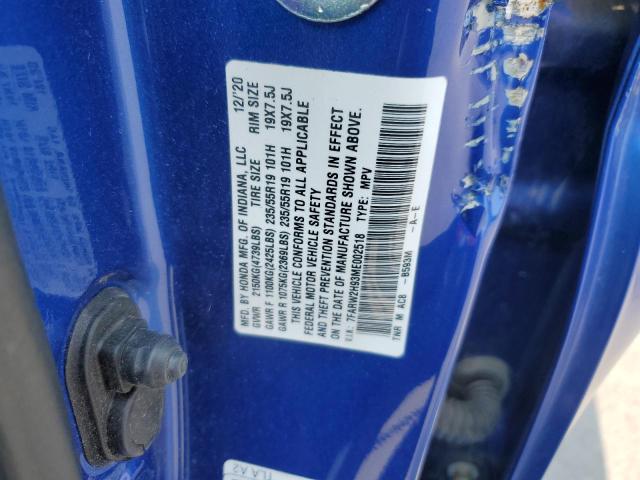 MFD. BY HONDA MFG. OF INDIANA, LLC 12/'20
GVWR 2150KG(4739LBS) TIRE SIZE RIM SIZE
GAWR F 1100KG(2425LBS) 235/55R19 101H 19X7.5J
GAWR R 1075KG(2369LBS) 235/55R19 101H 19X7.5J
THIS VEHICLE CONFORMS TO ALL APPLICABLE
FEDERAL MOTOR VEHICLE SAFETY
AND THEFT PREVENTION STANDARDS IN EFFECT
ON THE DATE OF MANUFACTURE SHOWN ABOVE.
V.I.N. 7FARW2H93ME002518 TYPE: MPV
TNR M AC8 -B593M -A-E
TLA A2